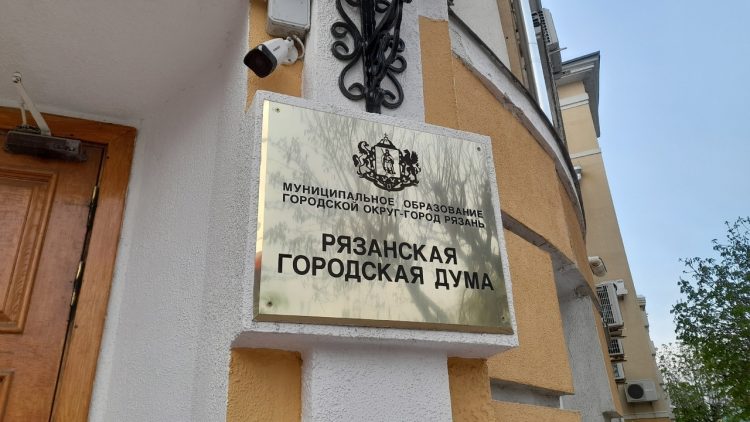 МУНИЦИПАЛЬНОЕ ОБРАЗОВАНИЕ
ГОРОДСКОЙ ОКРУГ-ГОРОД РЯЗАНЬ
РЯЗАНСКАЯ
ГОРОДСКАЯ ДУМА